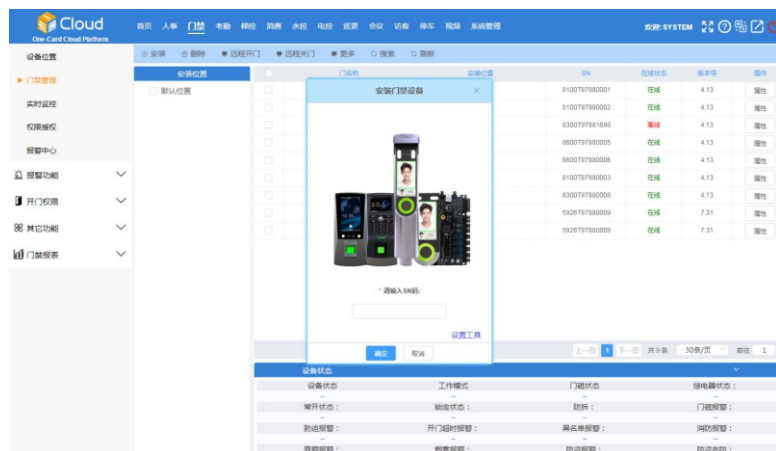 Cloud
One-Card Cloud Platform
首页 人事 门禁 考勤 梯控 消费 水控 电控 巡更 会议 访客 停车 视频 系统管理
欢迎:SYSTEM
设备位置
门禁管理
实时监控
权限授权
报警中心
报警功能
开门权限
其它功能
门禁报表
安装 删除 远程开门 远程关门 更多 搜索 刷新
安装位置
默认位置
门名称 安装位置 SN 在线状态 版本号 操作
8100T97880001 在线 4.13 属性
8100T97880002 在线 4.13 属性
8300T97881698 离线 4.13 属性
8600T97880005 在线 4.13 属性
8600T97880006 在线 4.13 属性
8100T97880003 在线 4.13 属性
8300T97880008 在线 4.13 属性
5926T97880009 在线 7.31 属性
5926T97880009 在线 7.31 属性
安装门禁设备 ×
* 请输入SN码:
设置工具
确定 取消
上一页 1 下一页 共9条 30条/页 前往 1
设备状态
设备状态 工作模式 门磁状态 继电器状态：
常开状态： 锁定状态： 防拆： 门磁报警：
胁迫报警： 开门超时报警： 黑名单报警： 消防报警：